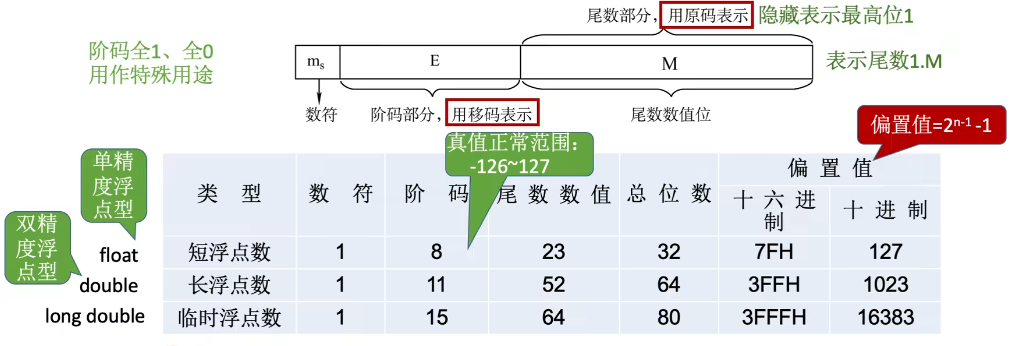 尾数部分，用原码表示 隐藏表示最高位1
阶码全1、全0
用作特殊用途
mₛ E M
表示尾数1.M
数符 阶码部分，用移码表示 尾数数值位
偏置值=2ⁿ⁻¹ -1
真值正常范围：
-126~127
单精
度浮
点型
双精
度浮
点型
类 型 数 符 阶 码 尾数数值 总位数 偏置值
十六进
制
十进制
float 短浮点数 1 8 23 32 7FH 127
double 长浮点数 1 11 52 64 3FFH 1023
long double 临时浮点数 1 15 64 80 3FFFH 16383